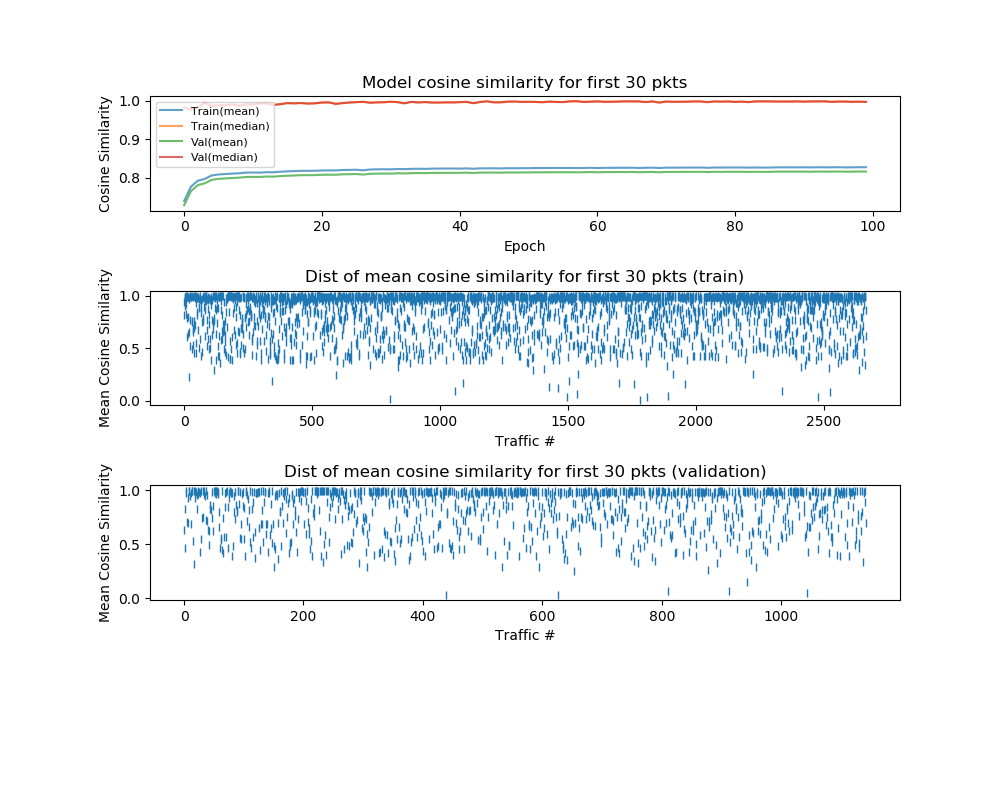 Model cosine similarity for first 30 pkts
Cosine Similarity
1.0
0.9
0.8
Train(mean)
Train(median)
Val(mean)
Val(median)
0 20 40 60 80 100
Epoch
Dist of mean cosine similarity for first 30 pkts (train)
Mean Cosine Similarity
1.0
0.5
0.0
0 500 1000 1500 2000 2500
Traffic #
Dist of mean cosine similarity for first 30 pkts (validation)
Mean Cosine Similarity
1.0
0.5
0.0
0 200 400 600 800 1000
Traffic #